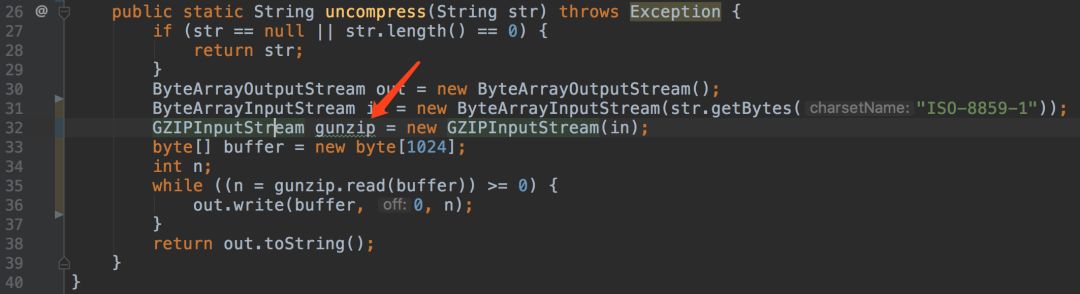 26 @ public static String uncompress(String str) throws Exception {
27 if (str == null || str.length() == 0) {
28 return str;
29 }
30 ByteArrayOutputStream out = new ByteArrayOutputStream();
31 ByteArrayInputStream = new ByteArrayInputStream(str.getBytes( charsetName: "ISO-8859-1"));
32 GZIPInputStream gunzip = new GZIPInputStream(in);
33 byte[] buffer = new byte[1024];
34 int n;
35 while ((n = gunzip.read(buffer)) >= 0) {
36 out.write(buffer, off: 0, n);
37 }
38 return out.toString();
39 }
40 }